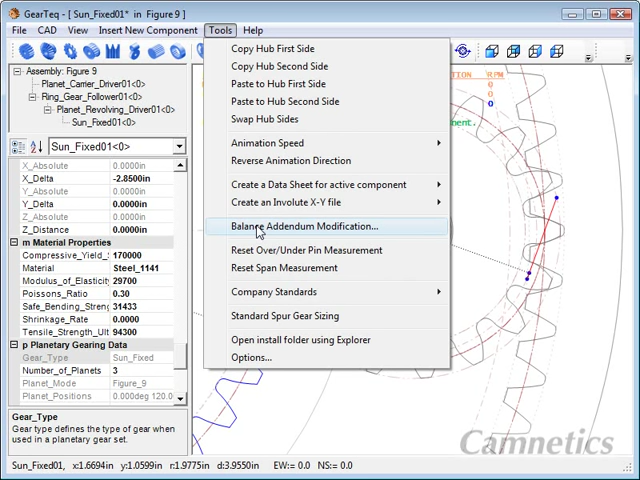 GearTeq - [ Sun_Fixed01* in Figure 9 ]
File CAD View Insert New Component Tools Help
Assembly: Figure 9
Planet_Carrier_Driver01<0>
Ring_Gear_Follower01<0>
Planet_Revolving_Driver01<0>
Sun_Fixed01<0>
Sun_Fixed01<0>
X_Absolute 0.0000in
X_Delta -2.8500in
Y_Absolute 0.0000in
Y_Delta 0.0000in
Z_Absolute 0.0000in
Z_Distance 0.0000in
m Material Properties
Compressive_Yield_ 170000
Material Steel_1141
Modulus_of_Elasticity 29700
Poissons_Ratio 0.30
Safe_Bending_Streng 31433
Shrinkage_Rate 0.0000
Tensile_Strength_Ult 94300
p Planetary Gearing Data
Gear_Type Sun_Fixed
Number_of_Planets 3
Planet_Mode Figure_9
Planet_Positions 0.000deg 120.0
Gear_Type
Gear type defines the type of gear when used in a planetary gear set.
Copy Hub First Side
Copy Hub Second Side
Paste to Hub First Side
Paste to Hub Second Side
Swap Hub Sides
Animation Speed
Reverse Animation Direction
Create a Data Sheet for active component
Create an Involute X-Y file
Balance Addendum Modification...
Reset Over/Under Pin Measurement
Reset Span Measurement
Company Standards
Standard Spur Gear Sizing
Open install folder using Explorer
Options...
TION RPM
0
0
0
nent.
Camnetics
Sun_Fixed01, x:1.6694in y:1.0599in r:1.9775in d:3.9550in EW:= 0.0 NS:= 0.0